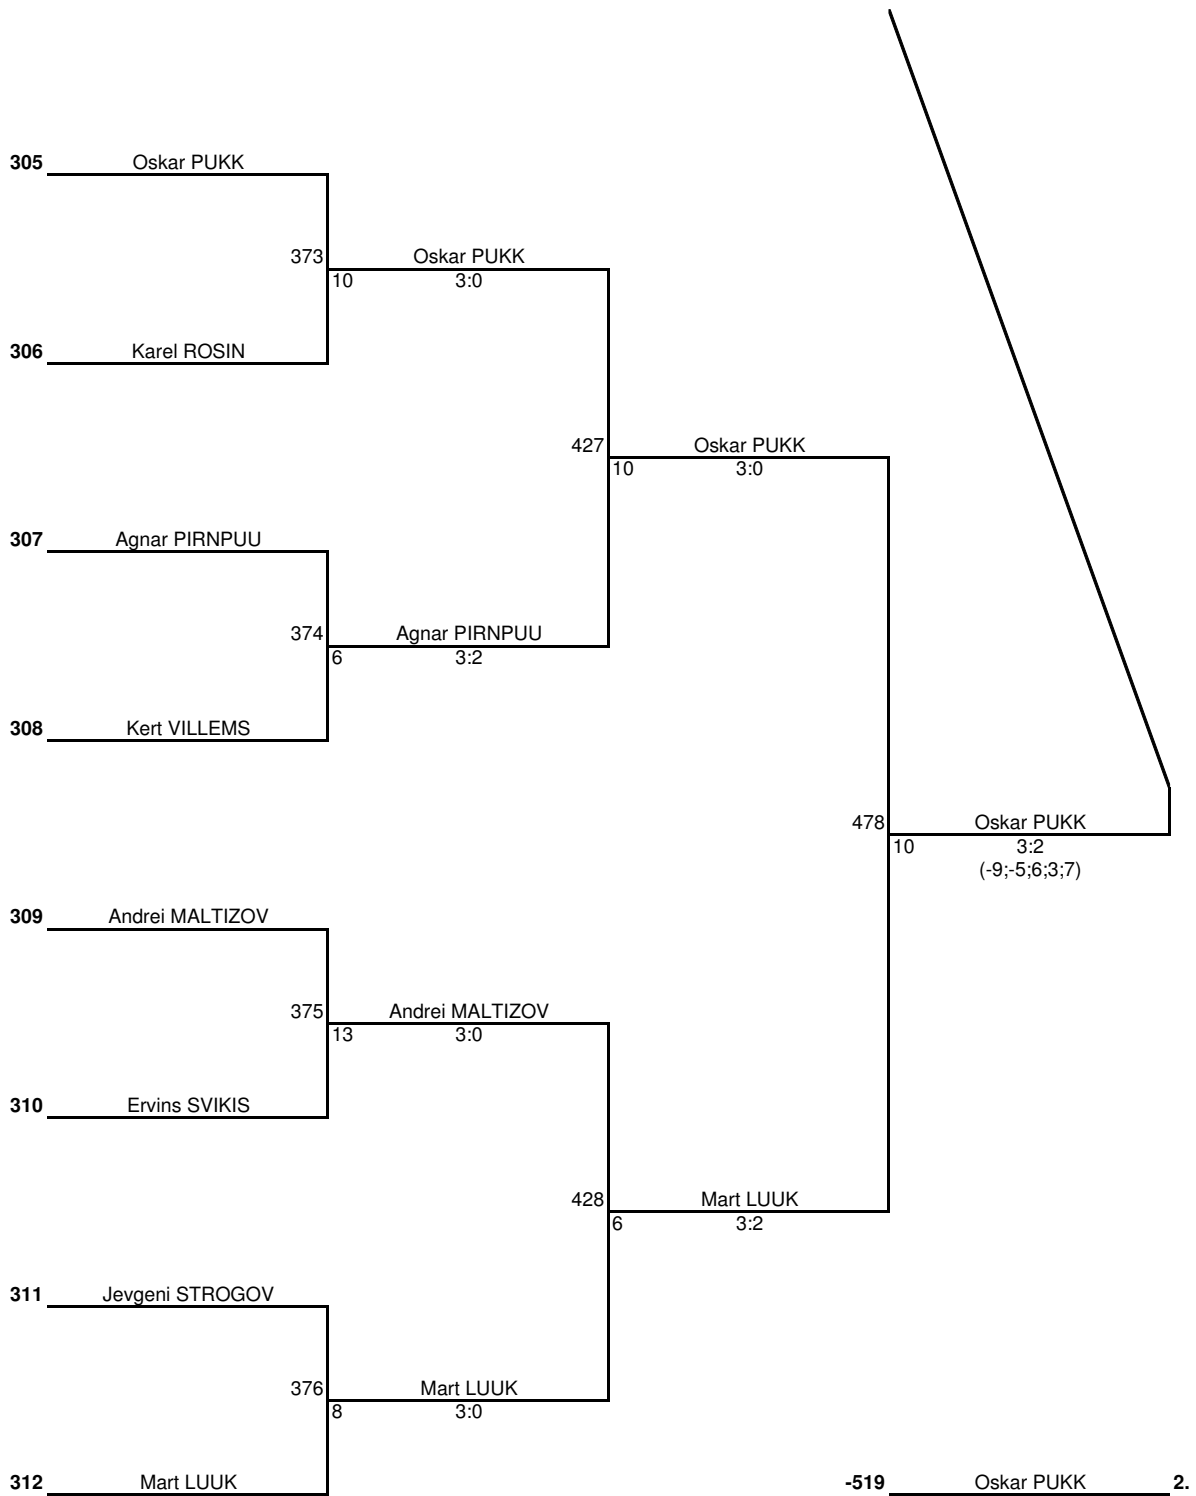 305 Oskar PUKK
373 Oskar PUKK
10 3:0
306 Karel ROSIN
427 Oskar PUKK
10 3:0
307 Agnar PIRNPUU
374 Agnar PIRNPUU
6 3:2
308 Kert VILLEMS
478 Oskar PUKK
10 3:2
(-9;-5;6;3;7)
309 Andrei MALTIZOV
375 Andrei MALTIZOV
13 3:0
310 Ervins SVIKIS
428 Mart LUUK
6 3:2
311 Jevgeni STROGOV
376 Mart LUUK
8 3:0
312 Mart LUUK
-519 Oskar PUKK 2.